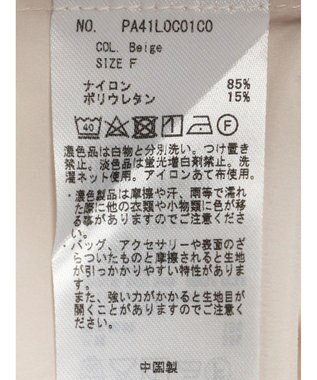 NO. PA41LOC01CO
COL. Beige
SIZE F
ナイロン 85%
ポリウレタン 15%
40
F
濃色品は白物と分別洗い。つけ置き
禁止。淡色品は蛍光増白剤禁止。洗
濯ネット使用。アイロンあて布使用。
・濃色製品は摩擦や汗、雨等で濡れ
た際に他の衣類や小物類に色が移
る事がありますのでご注意くださ
い。
・バッグ、アクセサリーや表面のざ
らついたものと摩擦されると生地
が引っかかりやすい特性がありま
す。
また、強い力がかかると生地目が
開くことがありますのでご注意く
ださい。
中国製